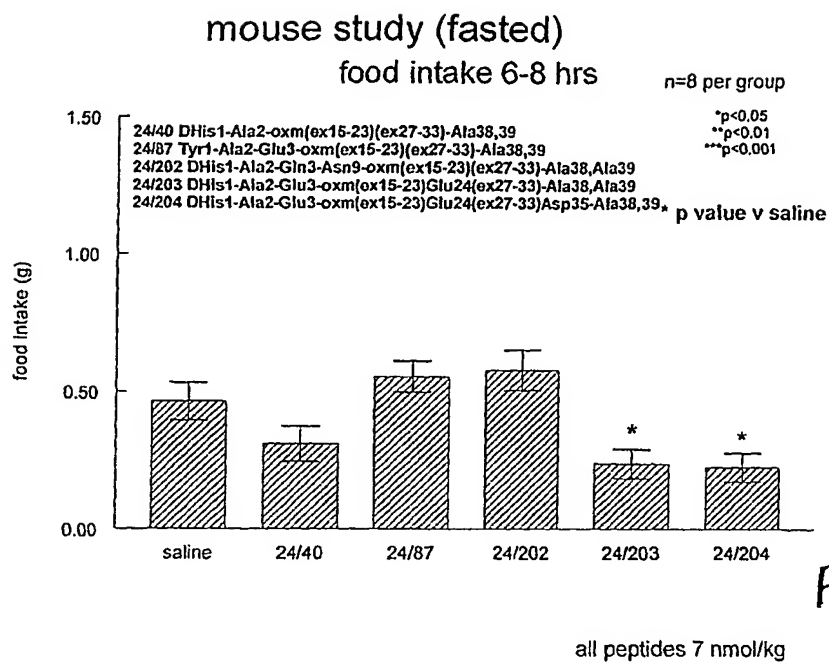 mouse study (fasted)
food intake 6-8 hrs
n=8 per group
*p<0.05
**p<0.01
***p<0.001
24/40 DHis1-Ala2-oxm(ex15-23)(ex27-33)-Ala38,39
24/87 Tyr1-Ala2-Glu3-oxm(ex15-23)(ex27-33)-Ala38,39
24/202 DHis1-Ala2-Gln3-Asn9-oxm(ex15-23)(ex27-33)-Ala38,Ala39
24/203 DHis1-Ala2-Glu3-oxm(ex15-23)Glu24(ex27-33)-Ala38,Ala39
24/204 DHis1-Ala2-Glu3-oxm(ex15-23)Glu24(ex27-33)Asp35-Ala38,39
* p value v saline
food intake (g)
1.50
1.00
0.50
0.00
* *
saline 24/40 24/87 24/202 24/203 24/204
all peptides 7 nmol/kg